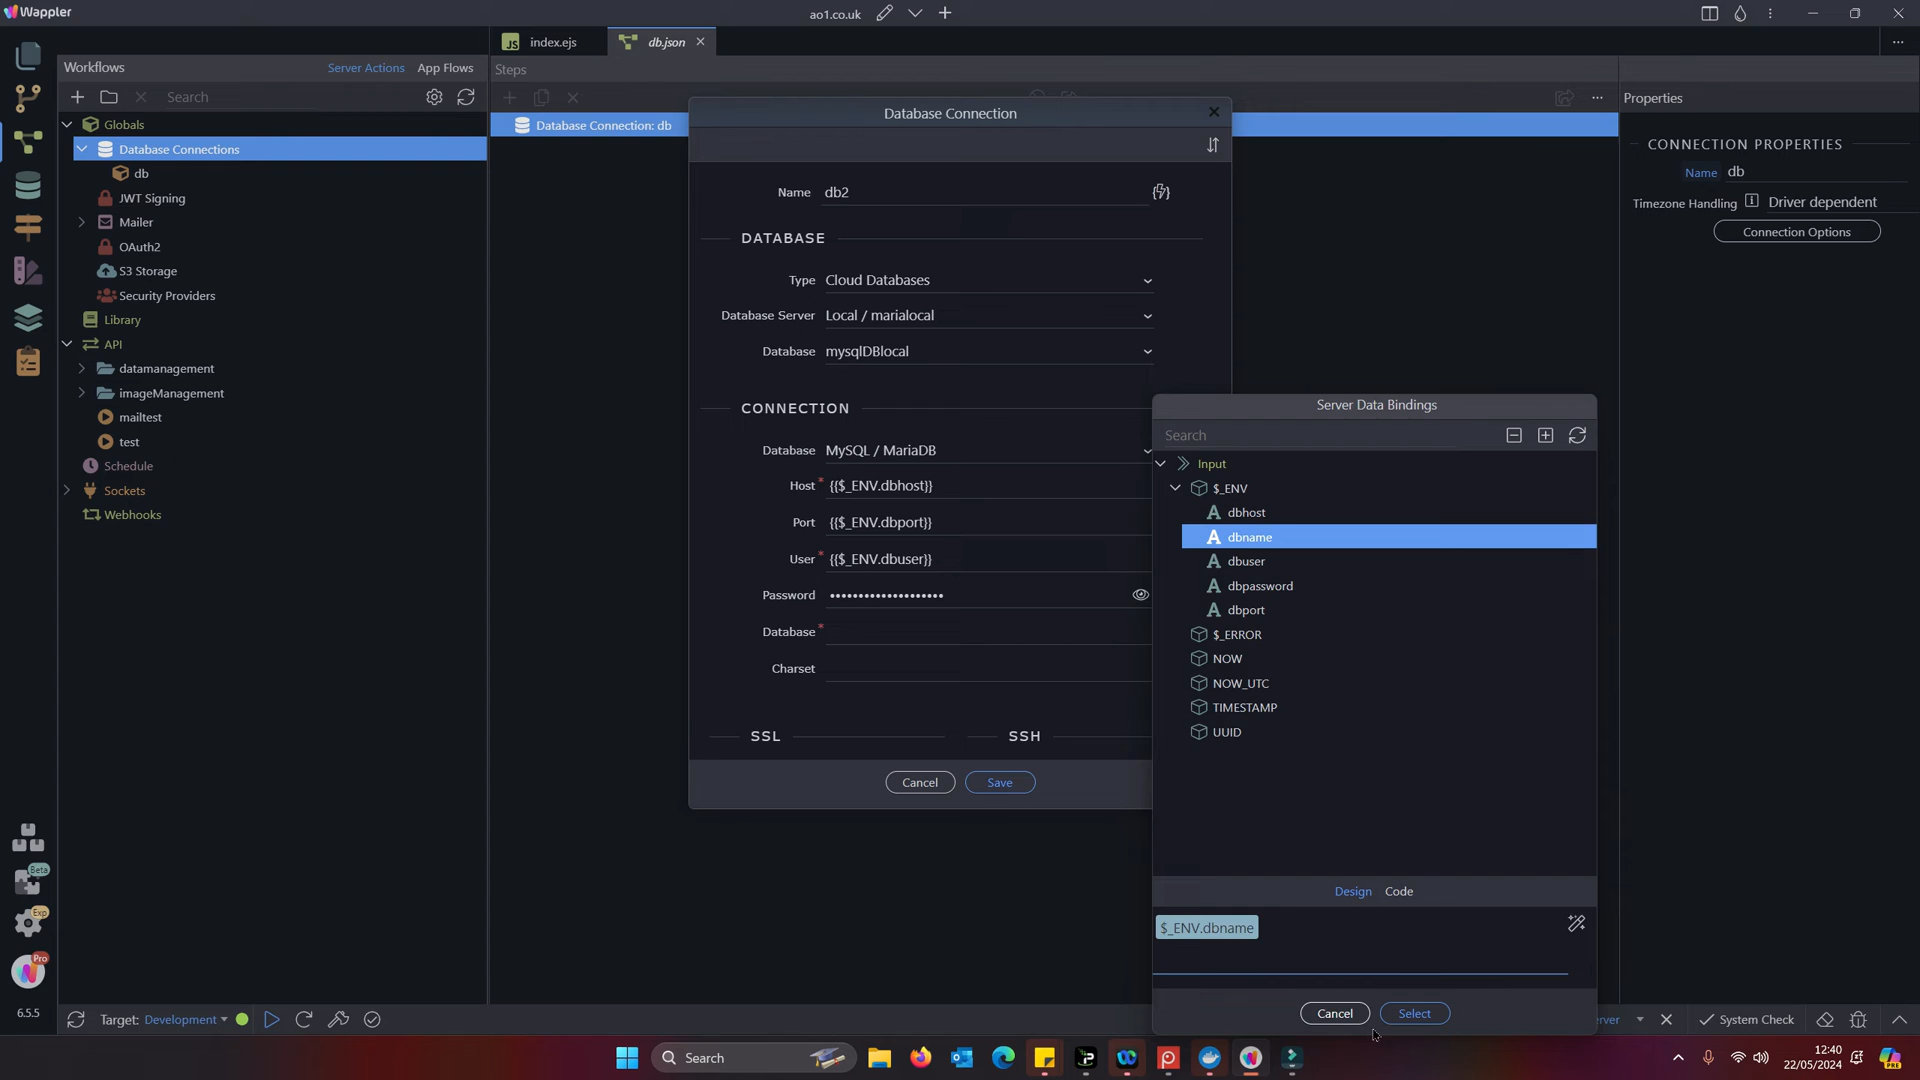 Wappler
ao1.co.uk
index.ejs
db.json
Workflows
Server Actions
App Flows
Steps
Search
Properties
Globals
Database Connections
db
JWT Signing
Mailer
OAuth2
S3 Storage
Security Providers
Library
API
datamanagement
imageManagement
mailtest
test
Schedule
Sockets
Webhooks
Database Connection: db
Database Connection
Name db2
DATABASE
Type Cloud Databases
Database Server Local / marialocal
Database mysqlDBlocal
CONNECTION
Database MySQL / MariaDB
Host * {{$_ENV.dbhost}}
Port {{$_ENV.dbport}}
User * {{$_ENV.dbuser}}
Password ••••••••••••••••••••
Database *
Charset
SSL
SSH
Cancel
Save
Server Data Bindings
Search
Input
$_ENV
dbhost
dbname
dbuser
dbpassword
dbport
$_ERROR
NOW
NOW_UTC
TIMESTAMP
UUID
Design
Code
$_ENV.dbname
Cancel
Select
CONNECTION PROPERTIES
Name db
Timezone Handling Driver dependent
Connection Options
Beta
Exp
Pro
6.5.5
Target: Development
System Check
Search
12:40
22/05/2024
PRE